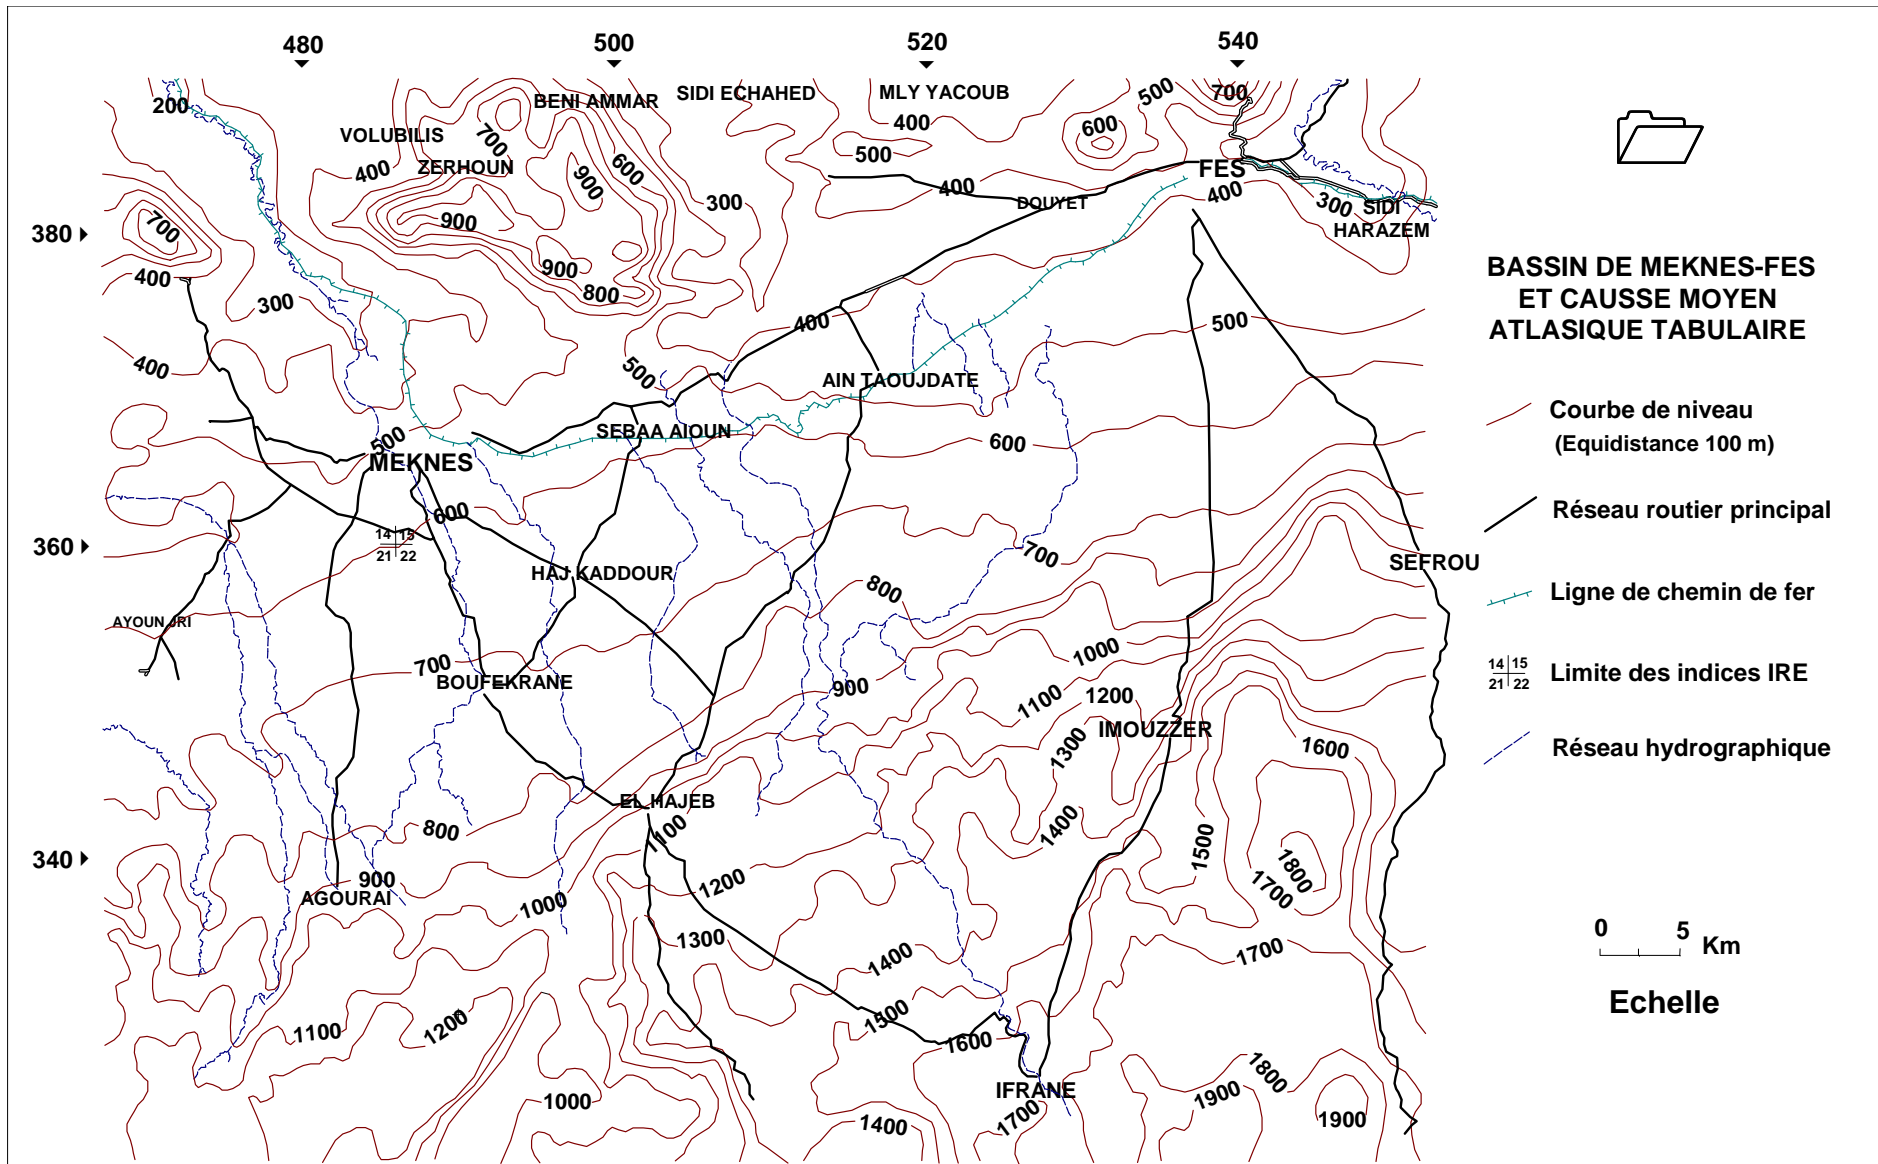 480
500
520
540
200
BENI AMMAR
SIDI ECHAHED
MLY YACOUB
500
700
VOLUBILIS
700
400
600
ZERHOUN
400
600
500
FES
900
400
400
900
300
DOUYET
300
SIDI
HARAZEM
380
700
900
800
400
300
400
500
400
500
AIN TAOUJDATE
500
SEBAA AIOUN
600
MEKNES
600
14 15
21 22
360
700
SEFROU
HAJ KADDOUR
800
AYOUN JRI
700
BOUFEKRANE
1000
900
1100
1200
IMOUZZER
1300
1600
EL HAJEB
800
1100
1400
1500
340
900
AGOURAI
1200
1800
1700
1000
1300
1400
1700
1100
1200
1500
1600
IFRANE
1800
1000
1700
1900
1400
1900
BASSIN DE MEKNES-FES
ET CAUSSE MOYEN
ATLASIQUE TABULAIRE
Courbe de niveau
(Equidistance 100 m)
Réseau routier principal
Ligne de chemin de fer
14 15
21 22
Limite des indices IRE
Réseau hydrographique
0 5 Km
Echelle